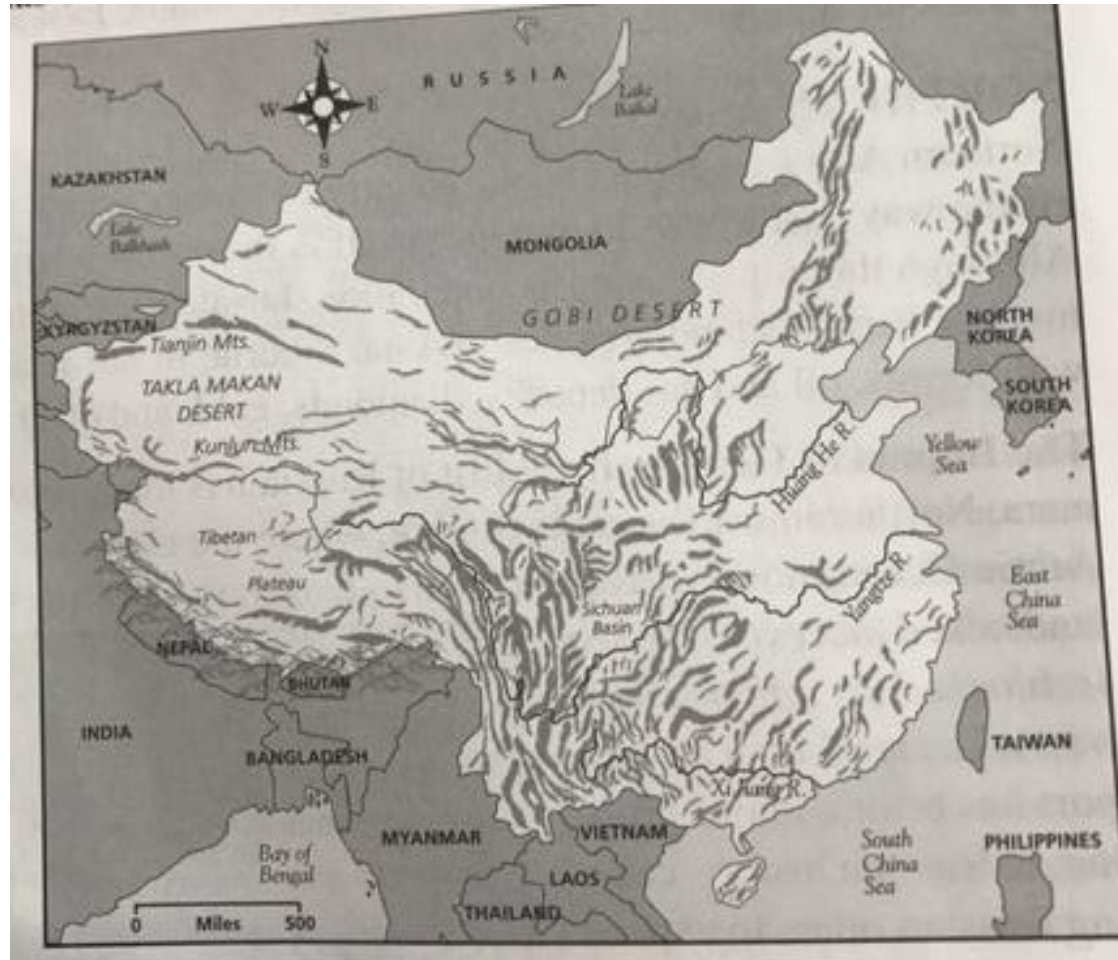 N
W E
S
RUSSIA
Lake
Baikal
KAZAKHSTAN
Lake
Balkhash
MONGOLIA
GOBI DESERT
KYRGYZSTAN
Tianjin Mts.
NORTH
KOREA
TAKLA MAKAN
DESERT
SOUTH
KOREA
Kunlun Mts.
Huang He R.
Yellow
Sea
Tibetan
Plateau
Sichuan
Basin
Yangtze R.
East
China
Sea
NEPAL
BHUTAN
INDIA
BANGLADESH
TAIWAN
Xi Jiang R.
MYANMAR
VIETNAM
South
China
Sea
PHILIPPINES
Bay of
Bengal
LAOS
THAILAND
0 Miles 500